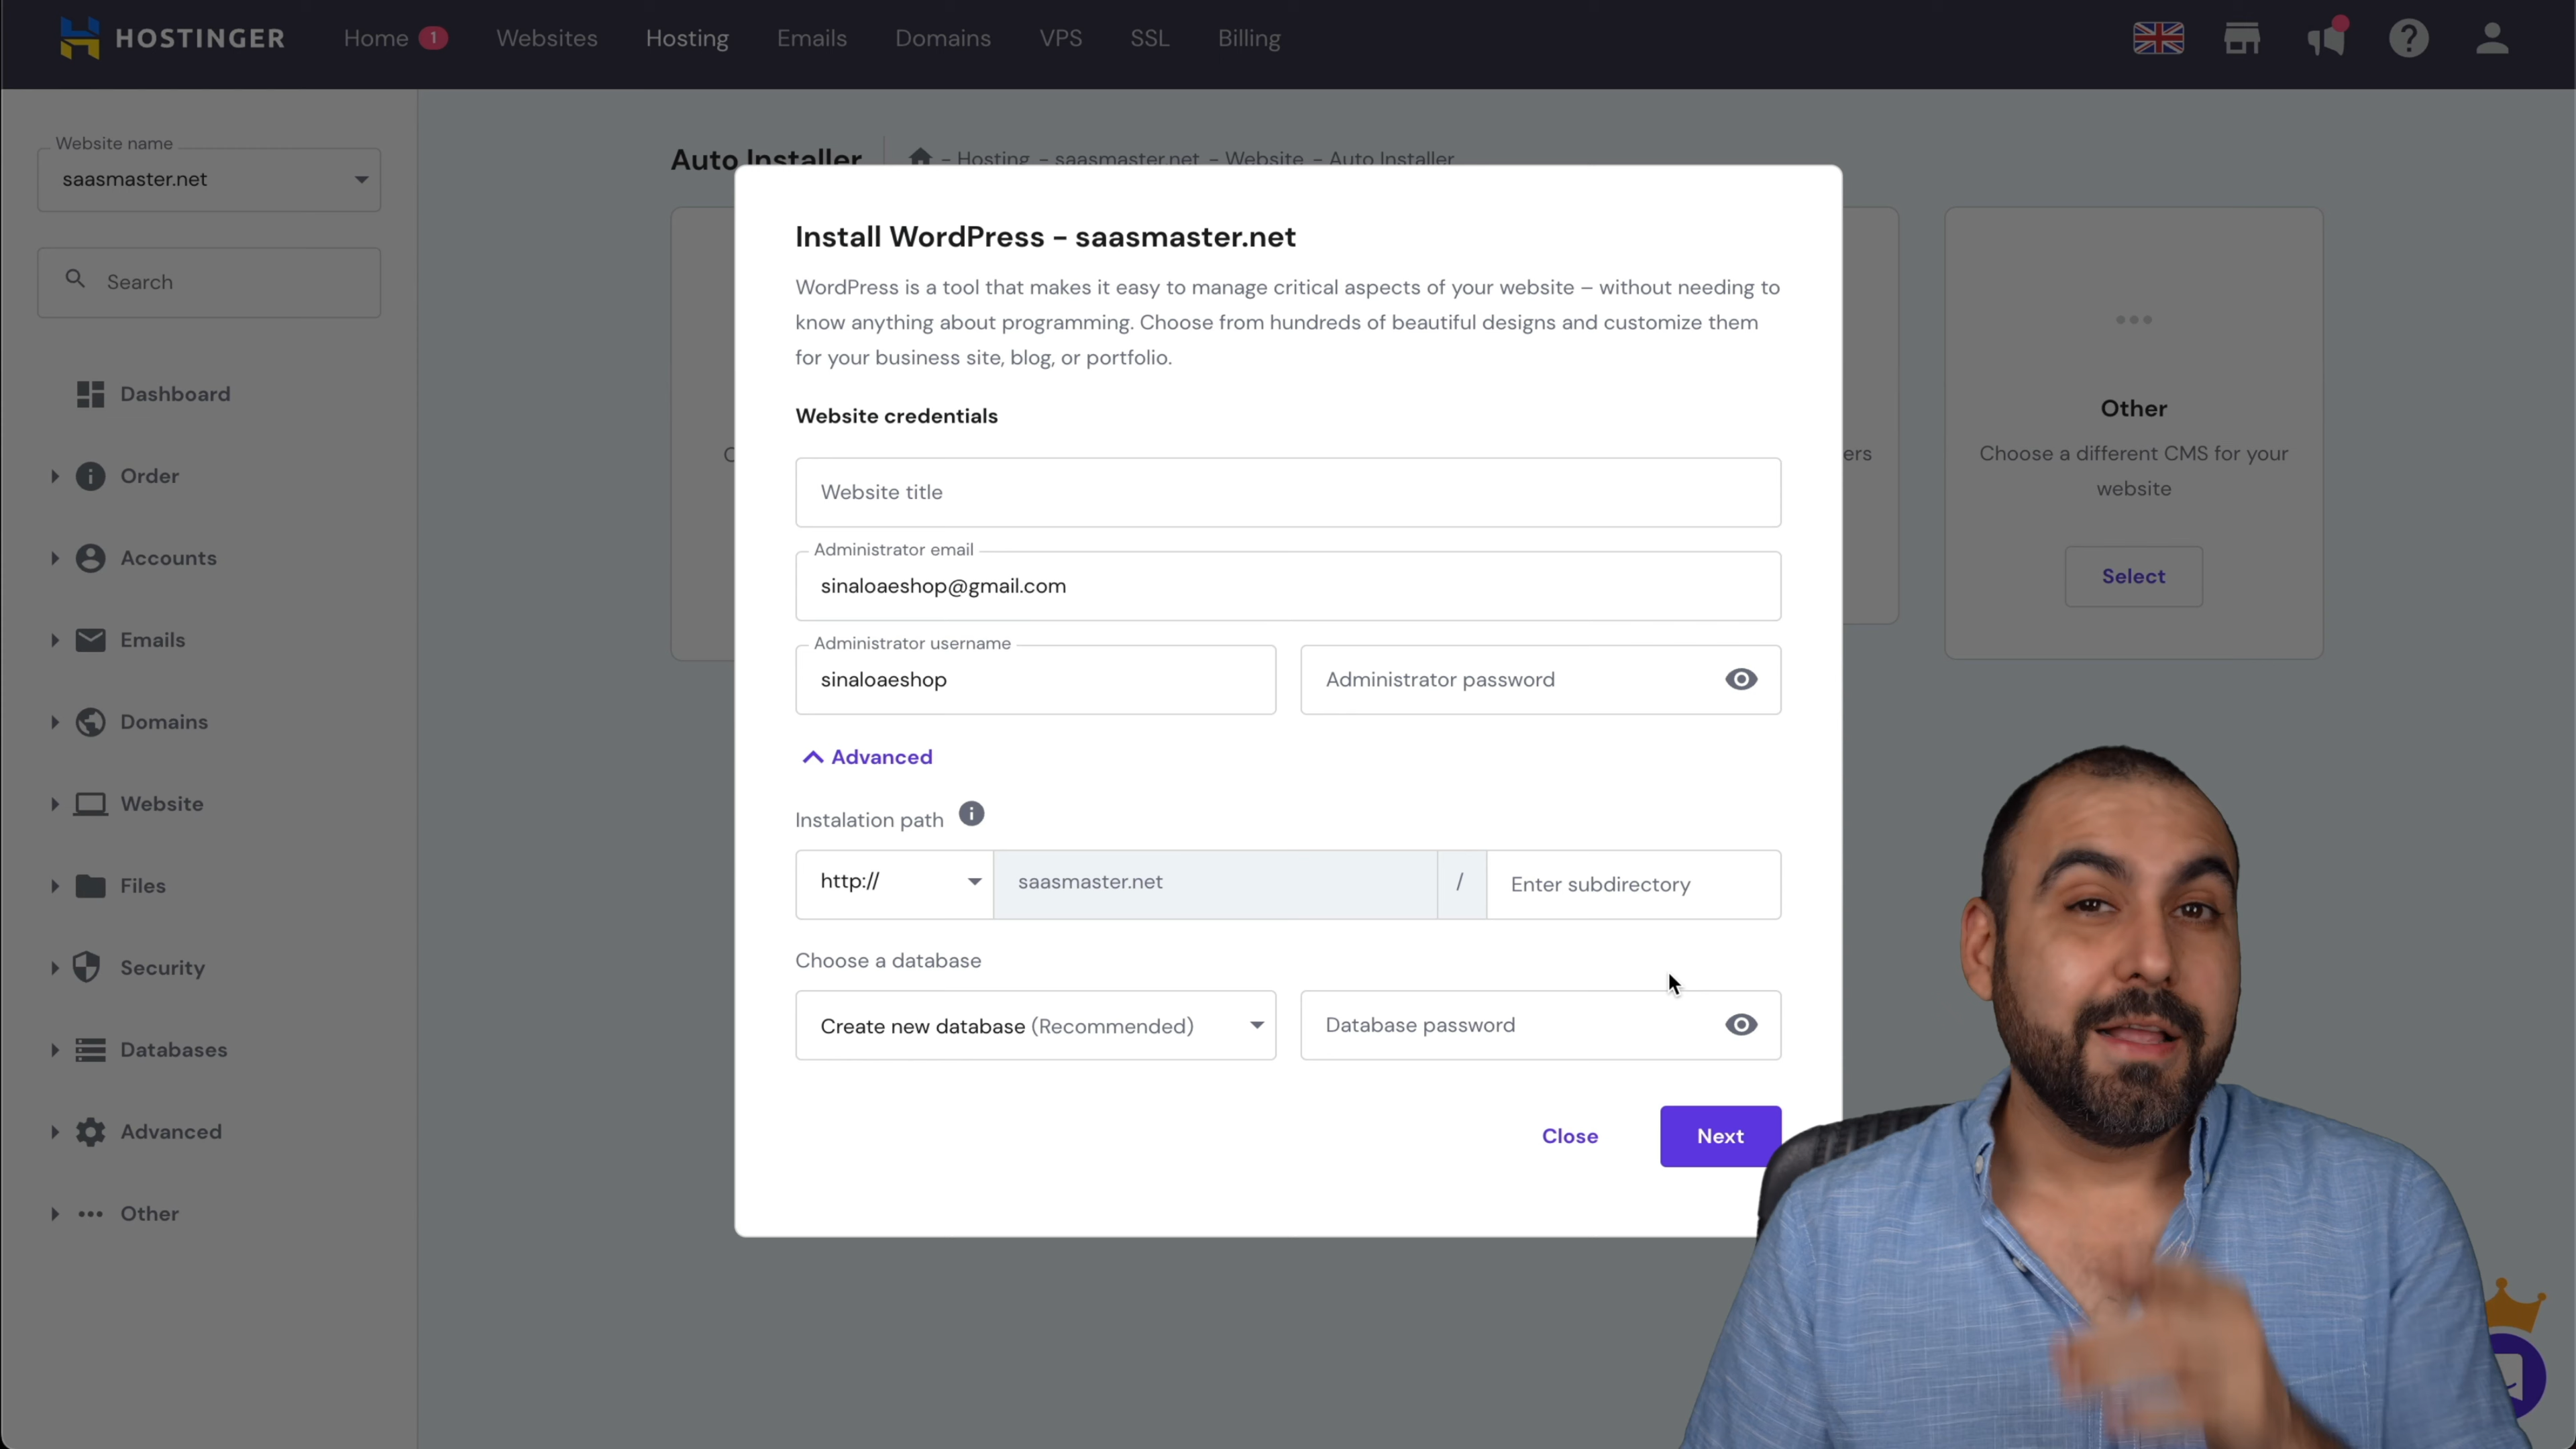 HOSTINGER
Home 1 Websites Hosting Emails Domains VPS SSL Billing
Website name
saasmaster.net
Search
Dashboard
Order
Accounts
Emails
Domains
Website
Files
Security
Databases
Advanced
Other
Auto Installer
- Hosting - saasmaster.net - Website - Auto Installer
Install WordPress - saasmaster.net
WordPress is a tool that makes it easy to manage critical aspects of your website – without needing to
know anything about programming. Choose from hundreds of beautiful designs and customize them
for your business site, blog, or portfolio.
Website credentials
Website title
Administrator email
sinaloaeshop@gmail.com
Administrator username
sinaloaeshop
Administrator password
Advanced
Instalation path
http://
saasmaster.net
/
Enter subdirectory
Choose a database
Create new database (Recommended)
Database password
Close
Next
Other
Choose a different CMS for your
website
Select